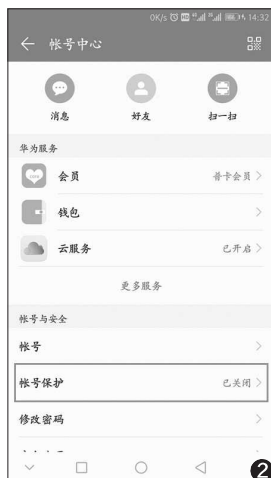 0K/s 14:32
帐号中心
消息 好友 扫一扫
华为服务
会员 普卡会员
钱包
云服务 已开启
更多服务
帐号与安全
帐号
帐号保护 已关闭
修改密码
2